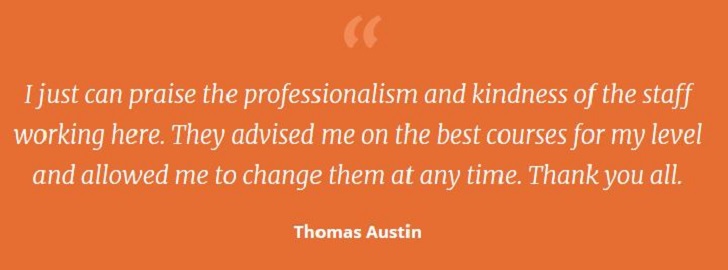 “
I just can praise the professionalism and kindness of the staff
working here. They advised me on the best courses for my level
and allowed me to change them at any time. Thank you all.
Thomas Austin